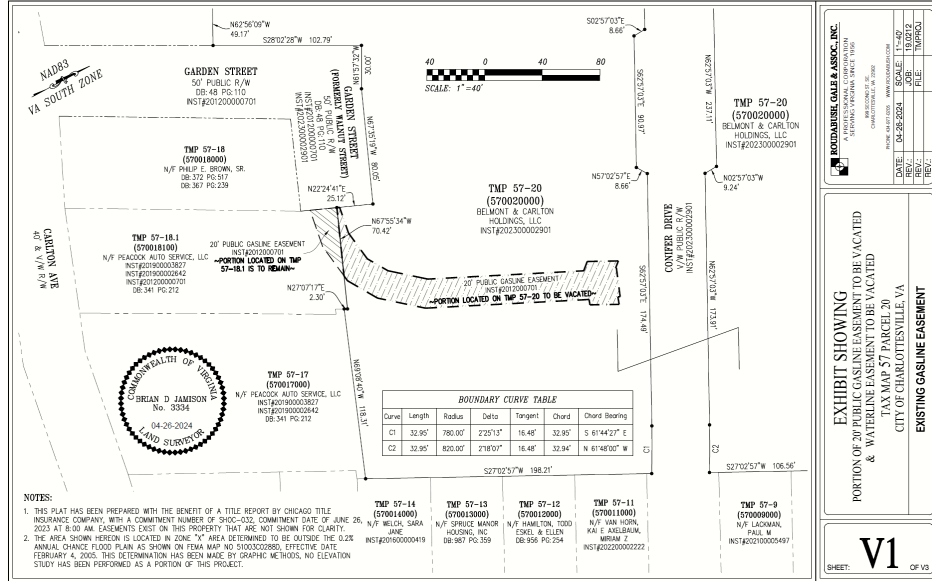 N62°56'09"W
49.17'
S28°02'28"W 102.79'
NAD83
VA SOUTH ZONE
GARDEN STREET
50' PUBLIC R/W
DB: 48 PG:110
INST#201200000701
GARDEN STREET
(FORMERLY WALNUT STREET)
50' PUBLIC R/W
DB:48 PG:110
INST#201200000701
INST#202300002901
30.00'
N67°35'19"W 80.05'
40 0 40 80
SCALE: 1"=40'
S02°57'03"E
8.66'
S62°57'03"E 90.97'
N62°57'03"W 237.11'
TMP 57-20
(570020000)
BELMONT & CARLTON
HOLDINGS, LLC
INST#202300002901
N57°02'57"E
8.66'
N02°57'03"W
9.24'
TMP 57-18
(570018000)
N/F PHILIP E. BROWN, SR.
DB:372 PG:517
DB:367 PG:239
N22°24'41"E
25.12'
TMP 57-20
(570020000)
BELMONT & CARLTON
HOLDINGS, LLC
INST#202300002901
N67°55'34"W
70.42'
CARLTON AVE
40' & V/W R/W
TMP 57-18.1
(570018100)
N/F PEACOCK AUTO SERVICE, LLC
INST#201900003827
INST#201900002642
INST#201200000701
DB:341 PG:212
20' PUBLIC GASLINE EASEMENT
INST#2012000701
~PORTION LOCATED ON TMP
57-18.1 IS TO REMAIN~
20' PUBLIC GASLINE EASEMENT
INST#2012000701
~PORTION LOCATED ON TMP 57-20 TO BE VACATED~
CONIFER DRIVE
V/W PUBLIC R/W
INST#202300002901
S62°57'03"E 174.49'
N62°57'03"W 173.91'
N27°07'17"E
2.30'
N69°08'40"W 118.31'
TMP 57-17
(570017000)
N/F PEACOCK AUTO SERVICE, LLC
INST#201900003827
INST#201900002642
DB:341 PG:212
COMMONWEALTH OF VIRGINIA
BRIAN D JAMISON
No. 3334
04-26-2024
LAND SURVEYOR
BOUNDARY CURVE TABLE
Curve Length Radius Delta Tangent Chord Chord Bearing
C1 32.95' 780.00' 2°25'13" 16.48' 32.95' S 61°44'27" E
C2 32.95' 820.00' 2°18'07" 16.48' 32.94' N 61°48'00" W
C1
C2
S27°02'57"W 198.21'
S27°02'57"W 106.56'
NOTES:
1. THIS PLAT HAS BEEN PREPARED WITH THE BENEFIT OF A TITLE REPORT BY CHICAGO TITLE
INSURANCE COMPANY, WITH A COMMITMENT NUMBER OF SHOC-032, COMMITMENT DATE OF JUNE 26,
2023 AT 8:00 AM. EASEMENTS EXIST ON THIS PROPERTY THAT ARE NOT SHOWN FOR CLARITY.
2. THE AREA SHOWN HEREON IS LOCATED IN ZONE "X" AREA DETERMINED TO BE OUTSIDE THE 0.2%
ANNUAL CHANCE FLOOD PLAIN AS SHOWN ON FEMA MAP NO 51003C0288D, EFFECTIVE DATE
FEBRUARY 4, 2005. THIS DETERMINATION HAS BEEN MADE BY GRAPHIC METHODS, NO ELEVATION
STUDY HAS BEEN PERFORMED AS A PORTION OF THIS PROJECT.
TMP 57-14
(570014000)
N/F WELCH, SARA
JANE
INST#201600000419
TMP 57-13
(570013000)
N/F SPRUCE MANOR
HOUSING, INC
DB:987 PG:359
TMP 57-12
(570012000)
N/F HAMILTON, TODD
ESKEL & ELLEN
DB:956 PG:254
TMP 57-11
(570011000)
N/F VAN HORN,
KAI E AXELBAUM,
MIRIAM Z
INST#202200002222
TMP 57-9
(570009000)
N/F LACKMAN,
PAUL M
INST#202100005497
ROUDABUSH, GALE & ASSOC., INC.
A PROFESSIONAL CORPORATION
SERVING VIRGINIA SINCE 1956
CHARLOTTESVILLE, VA 22902
WWW.ROUDABUSH.COM
DATE: 04-26-2024 SCALE: 1"=40'
REV.: JOB: 19.0212
REV.: FILE: TMPROJ
REV.:
EXHIBIT SHOWING
PORTION OF 20' PUBLIC GASLINE EASEMENT TO BE VACATED
& WATERLINE EASEMENT TO BE VACATED
TAX MAP 57 PARCEL 20
CITY OF CHARLOTTESVILLE, VA
EXISTING GASLINE EASEMENT
SHEET: V1 OF V3